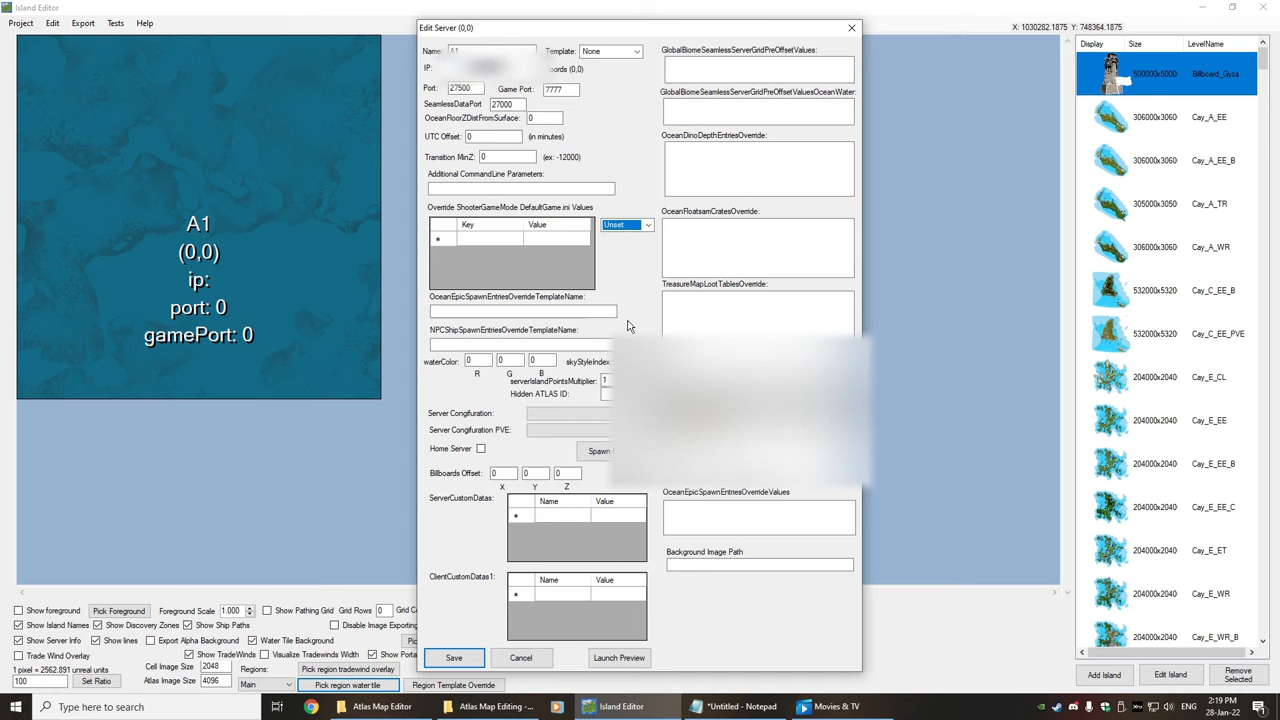 Island Editor
Project Edit Export Tests Help
X: 1030282.1875 Y: 748364.1875
A1
(0,0)
ip:
port: 0
gamePort: 0
Edit Server (0,0)
Name: A1 Template: None
IP: (0,0)
Port: 27500 Game Port: 7777
SeamlessDataPort 27000
OceanFloorZDistFromSurface: 0
UTC Offset: 0 (in minutes)
Transition MinZ: 0 (ex: -12000)
Additional CommandLine Parameters:
Override ShooterGameMode DefaultGame.ini Values
Key Value Unset
*
OceanEpicSpawnEntriesOverrideTemplateName:
NPCShipSpawnEntriesOverrideTemplateName:
waterColor: 0 0 0 skyStyleIndex:
R G B
serverIslandPointsMultiplier: 1
Hidden ATLAS ID:
Server Congifuration:
Server Congifuration PVE:
Home Server Spawn
Billboards Offset: 0 0 0
X Y Z
ServerCustomDatas: Name Value
*
ClientCustomDatas1: Name Value
*
Save Cancel Launch Preview
GlobalBiomeSeamlessServerGridPreOffsetValues:
GlobalBiomeSeamlessServerGridPreOffsetValuesOceanWater:
OceanDinoDepthEntriesOverride:
OceanFloatsamCratesOverride:
TreasureMapLootTablesOverride:
OceanEpicSpawnEntriesOverrideValues
Background Image Path
Display Size LevelName
500000x5000 Billboard_Gyza
306000x3060 Cay_A_EE
306000x3060 Cay_A_EE_B
305000x3050 Cay_A_TR
306000x3060 Cay_A_WR
532000x5320 Cay_C_EE_B
532000x5320 Cay_C_EE_PVE
204000x2040 Cay_E_CL
204000x2040 Cay_E_EE
204000x2040 Cay_E_EE_B
204000x2040 Cay_E_EE_C
204000x2040 Cay_E_ET
204000x2040 Cay_E_WR
204000x2040 Cay_E_WR_B
Add Island Edit Island Remove Selected
Show foreground Pick Foreground Foreground Scale 1.000 Show Pathing Grid Grid Rows 0 Grid C
Show Island Names Show Discovery Zones Show Ship Paths Disable Image Exporting
Show Server Info Show lines Export Alpha Background Water Tile Background Pic
Trade Wind Overlay Show TradeWinds Visualize Tradewinds Width Show Porta
1 pixel = 2562.891 unreal units Cell Image Size 2048 Regions: Pick region tradewind overlay
100 Set Ratio Atlas Image Size 4096 Main Pick region water tile Region Template Override
Type here to search Atlas Map Editor Atlas Map Editing -... Island Editor *Untitled - Notepad Movies & TV 2:19 PM
28-Jan-22